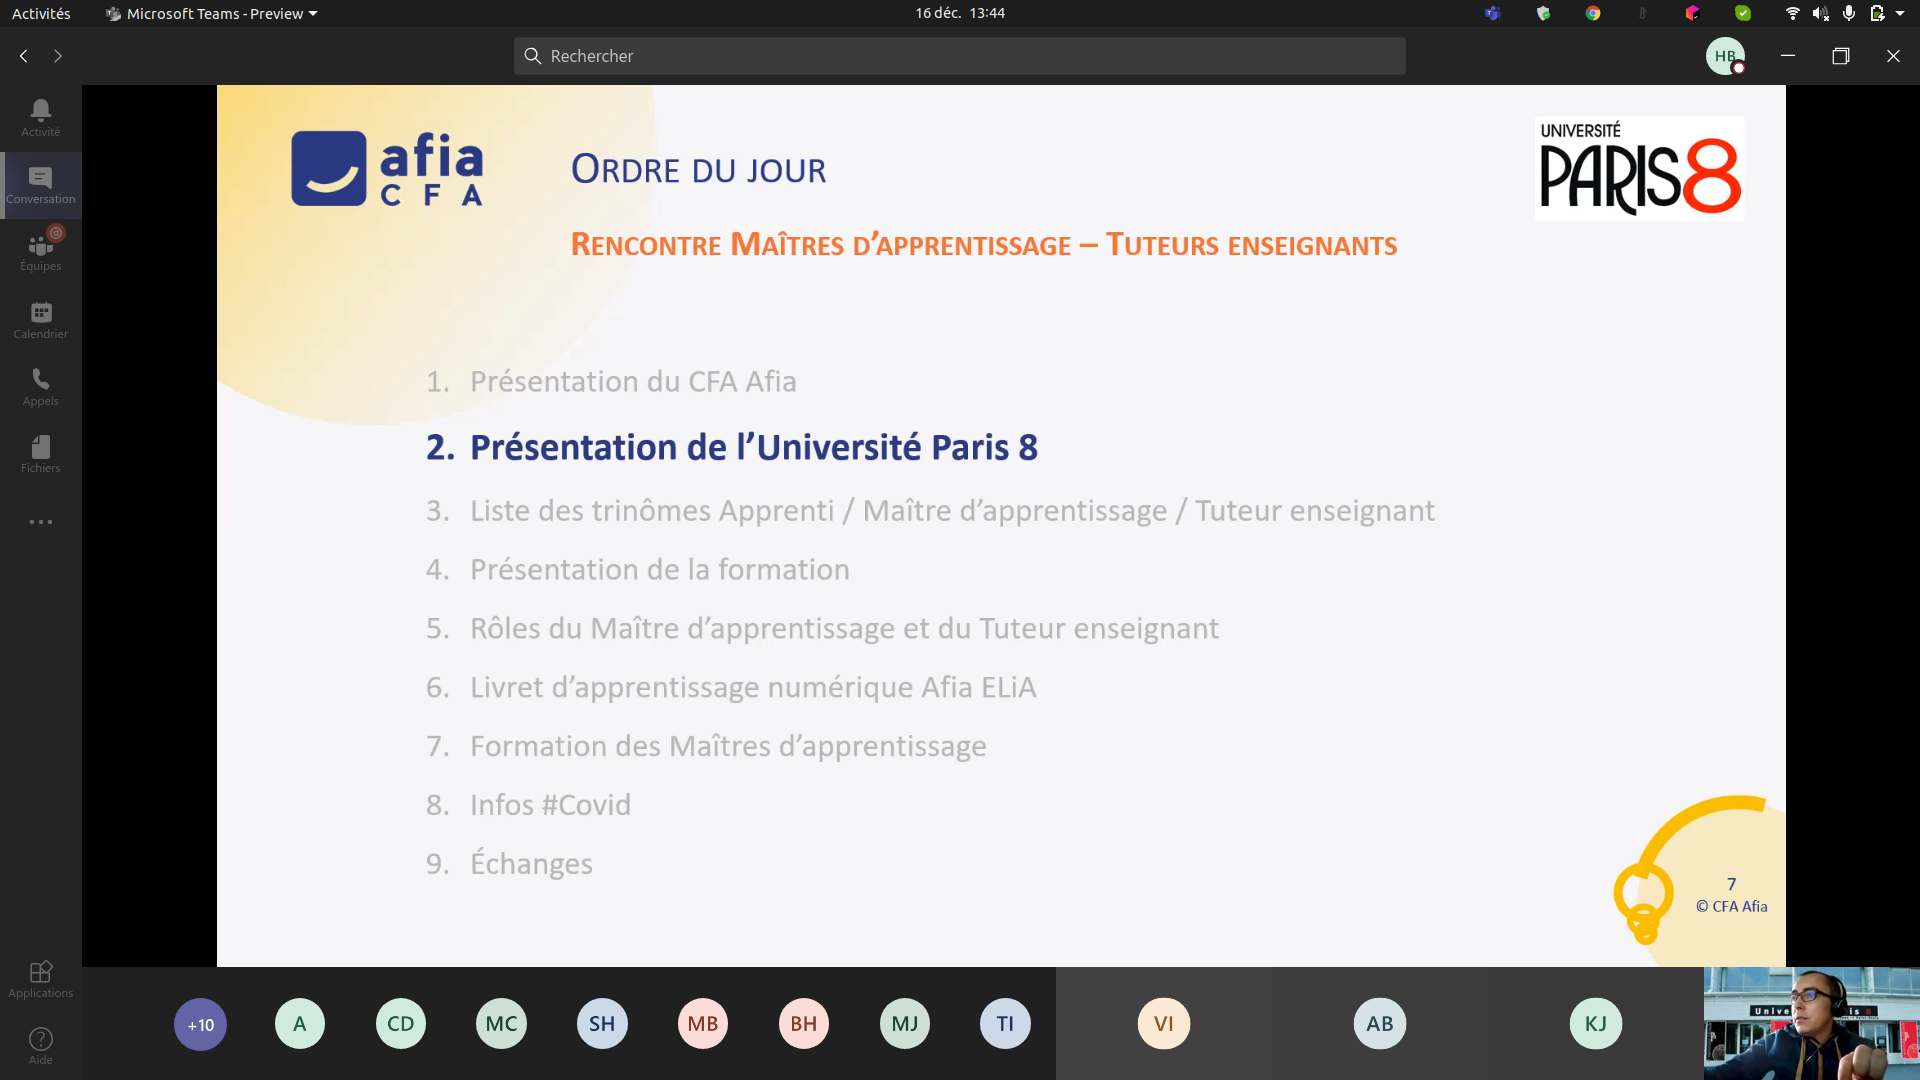 Activités
Microsoft Teams - Preview
16 déc. 13:44
Rechercher
HB
Activité
Conversation
Équipes
Calendrier
Appels
Fichiers
Applications
Aide
afia
CFA
ORDRE DU JOUR
UNIVERSITÉ
PARIS8
RENCONTRE MAÎTRES D’APPRENTISSAGE – TUTEURS ENSEIGNANTS
1. Présentation du CFA Afia
2. Présentation de l’Université Paris 8
3. Liste des trinômes Apprenti / Maître d’apprentissage / Tuteur enseignant
4. Présentation de la formation
5. Rôles du Maître d’apprentissage et du Tuteur enseignant
6. Livret d’apprentissage numérique Afia ELiA
7. Formation des Maîtres d’apprentissage
8. Infos #Covid
9. Échanges
7
© CFA Afia
+10
A
CD
MC
SH
MB
BH
MJ
TI
VI
AB
KJ